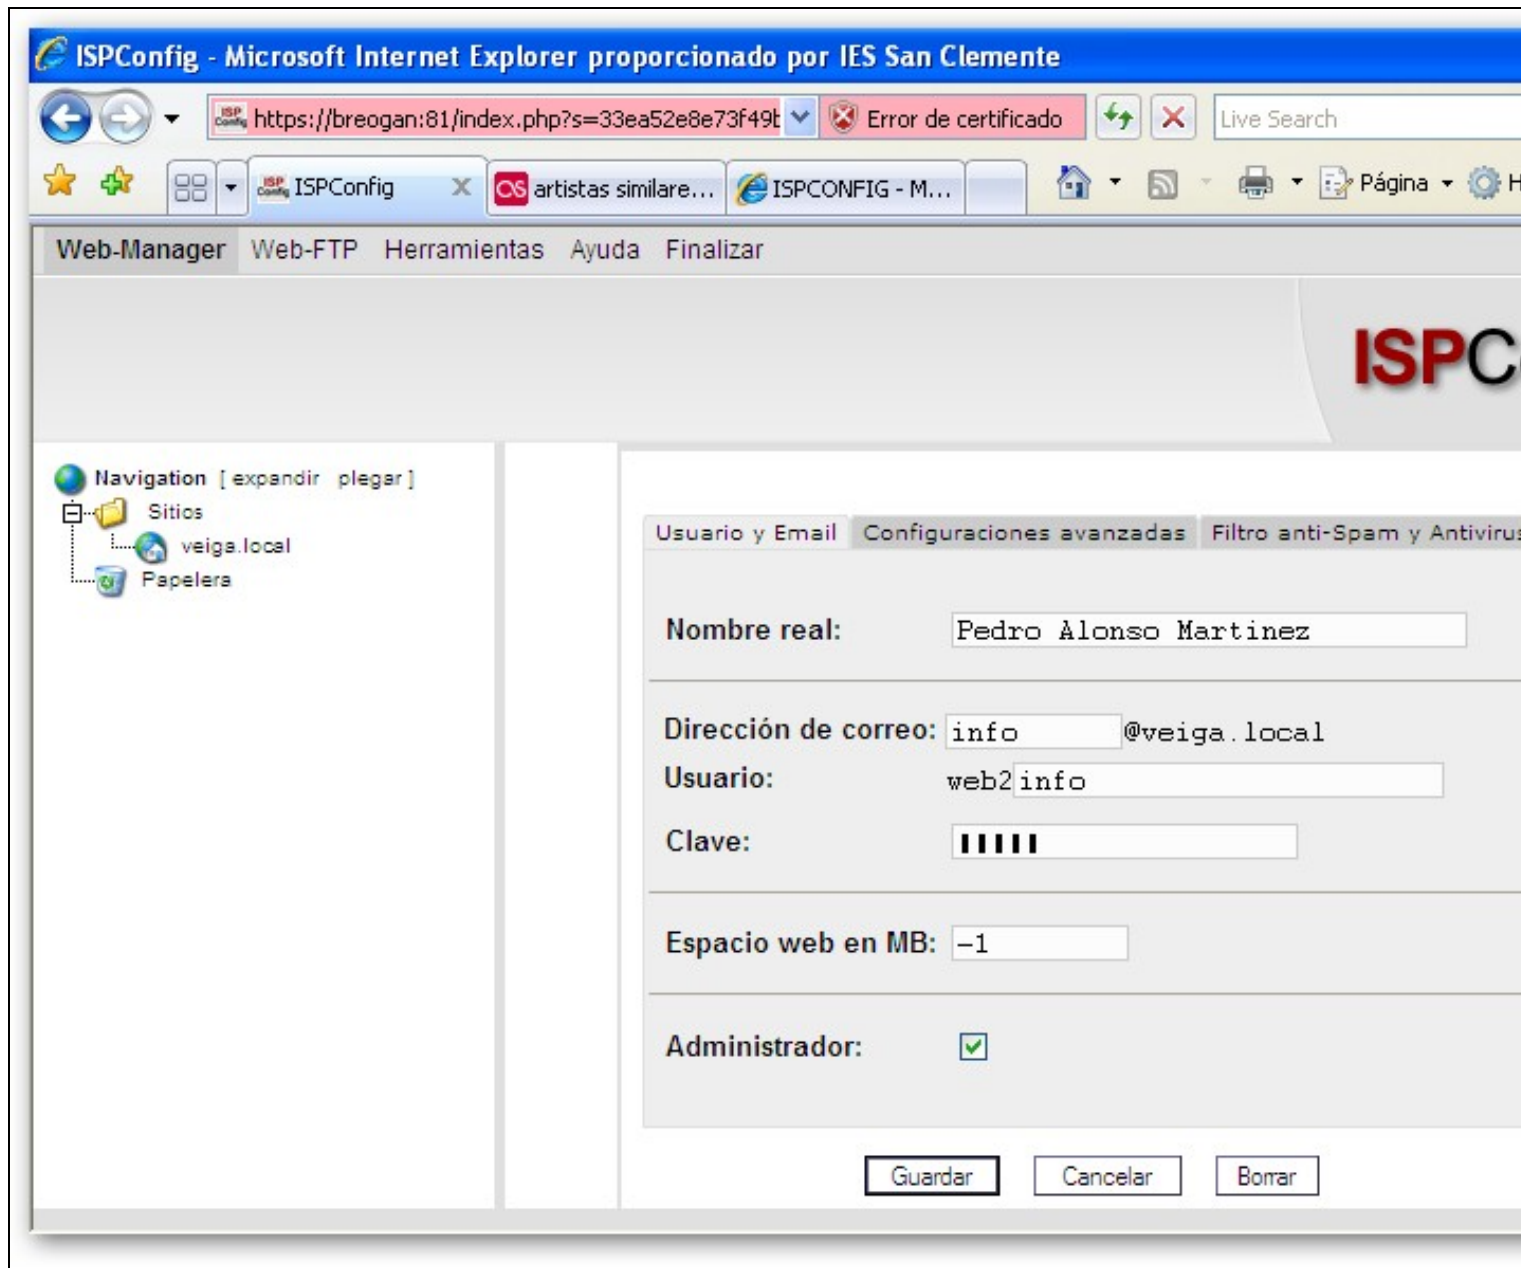 ISPConfig - Microsoft Internet Explorer proporcionado por IES San Clemente
https://breogan:81/index.php?s=33ea52e8e73f49b Error de certificado Live Search
ISPConfig artistas similare... ISPCONFIG - M... Página H
Web-Manager Web-FTP Herramientas Ayuda Finalizar
ISPCo
Navigation [ expandir plegar ]
Sitios
veiga.local
Papelera
Usuario y Email Configuraciones avanzadas Filtro anti-Spam y Antivirus
Nombre real: Pedro Alonso Martinez
Dirección de correo: info @veiga.local
Usuario: web2 info
Clave:
Espacio web en MB: -1
Administrador:
Guardar Cancelar Borrar